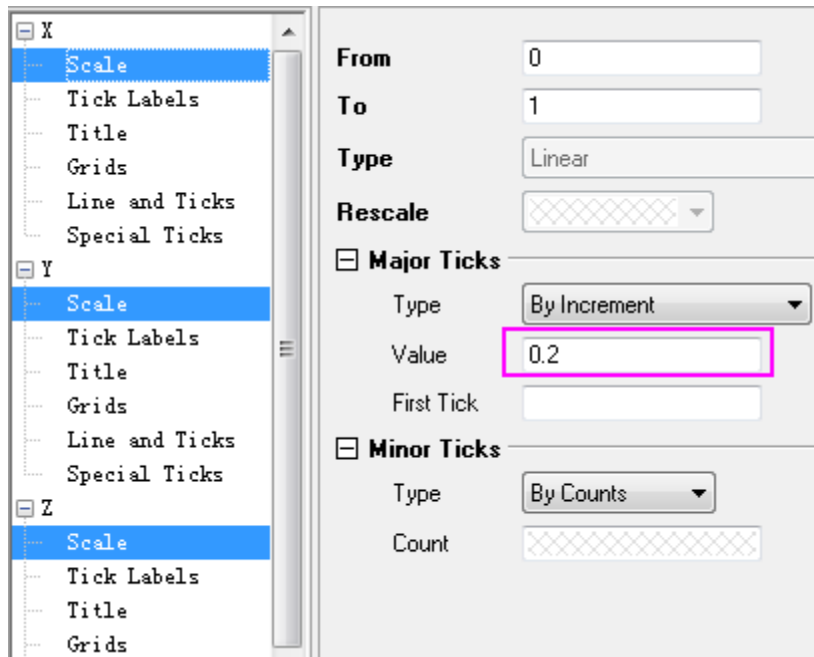 X
Scale
Tick Labels
Title
Grids
Line and Ticks
Special Ticks
Y
Scale
Tick Labels
Title
Grids
Line and Ticks
Special Ticks
Z
Scale
Tick Labels
Title
Grids
From 0
To 1
Type Linear
Rescale
Major Ticks
Type By Increment
Value 0.2
First Tick
Minor Ticks
Type By Counts
Count